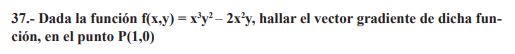 37.- Dada la función f(x,y) = x³y² – 2x²y, hallar el vector gradiente de dicha fun-
ción, en el punto P(1,0)